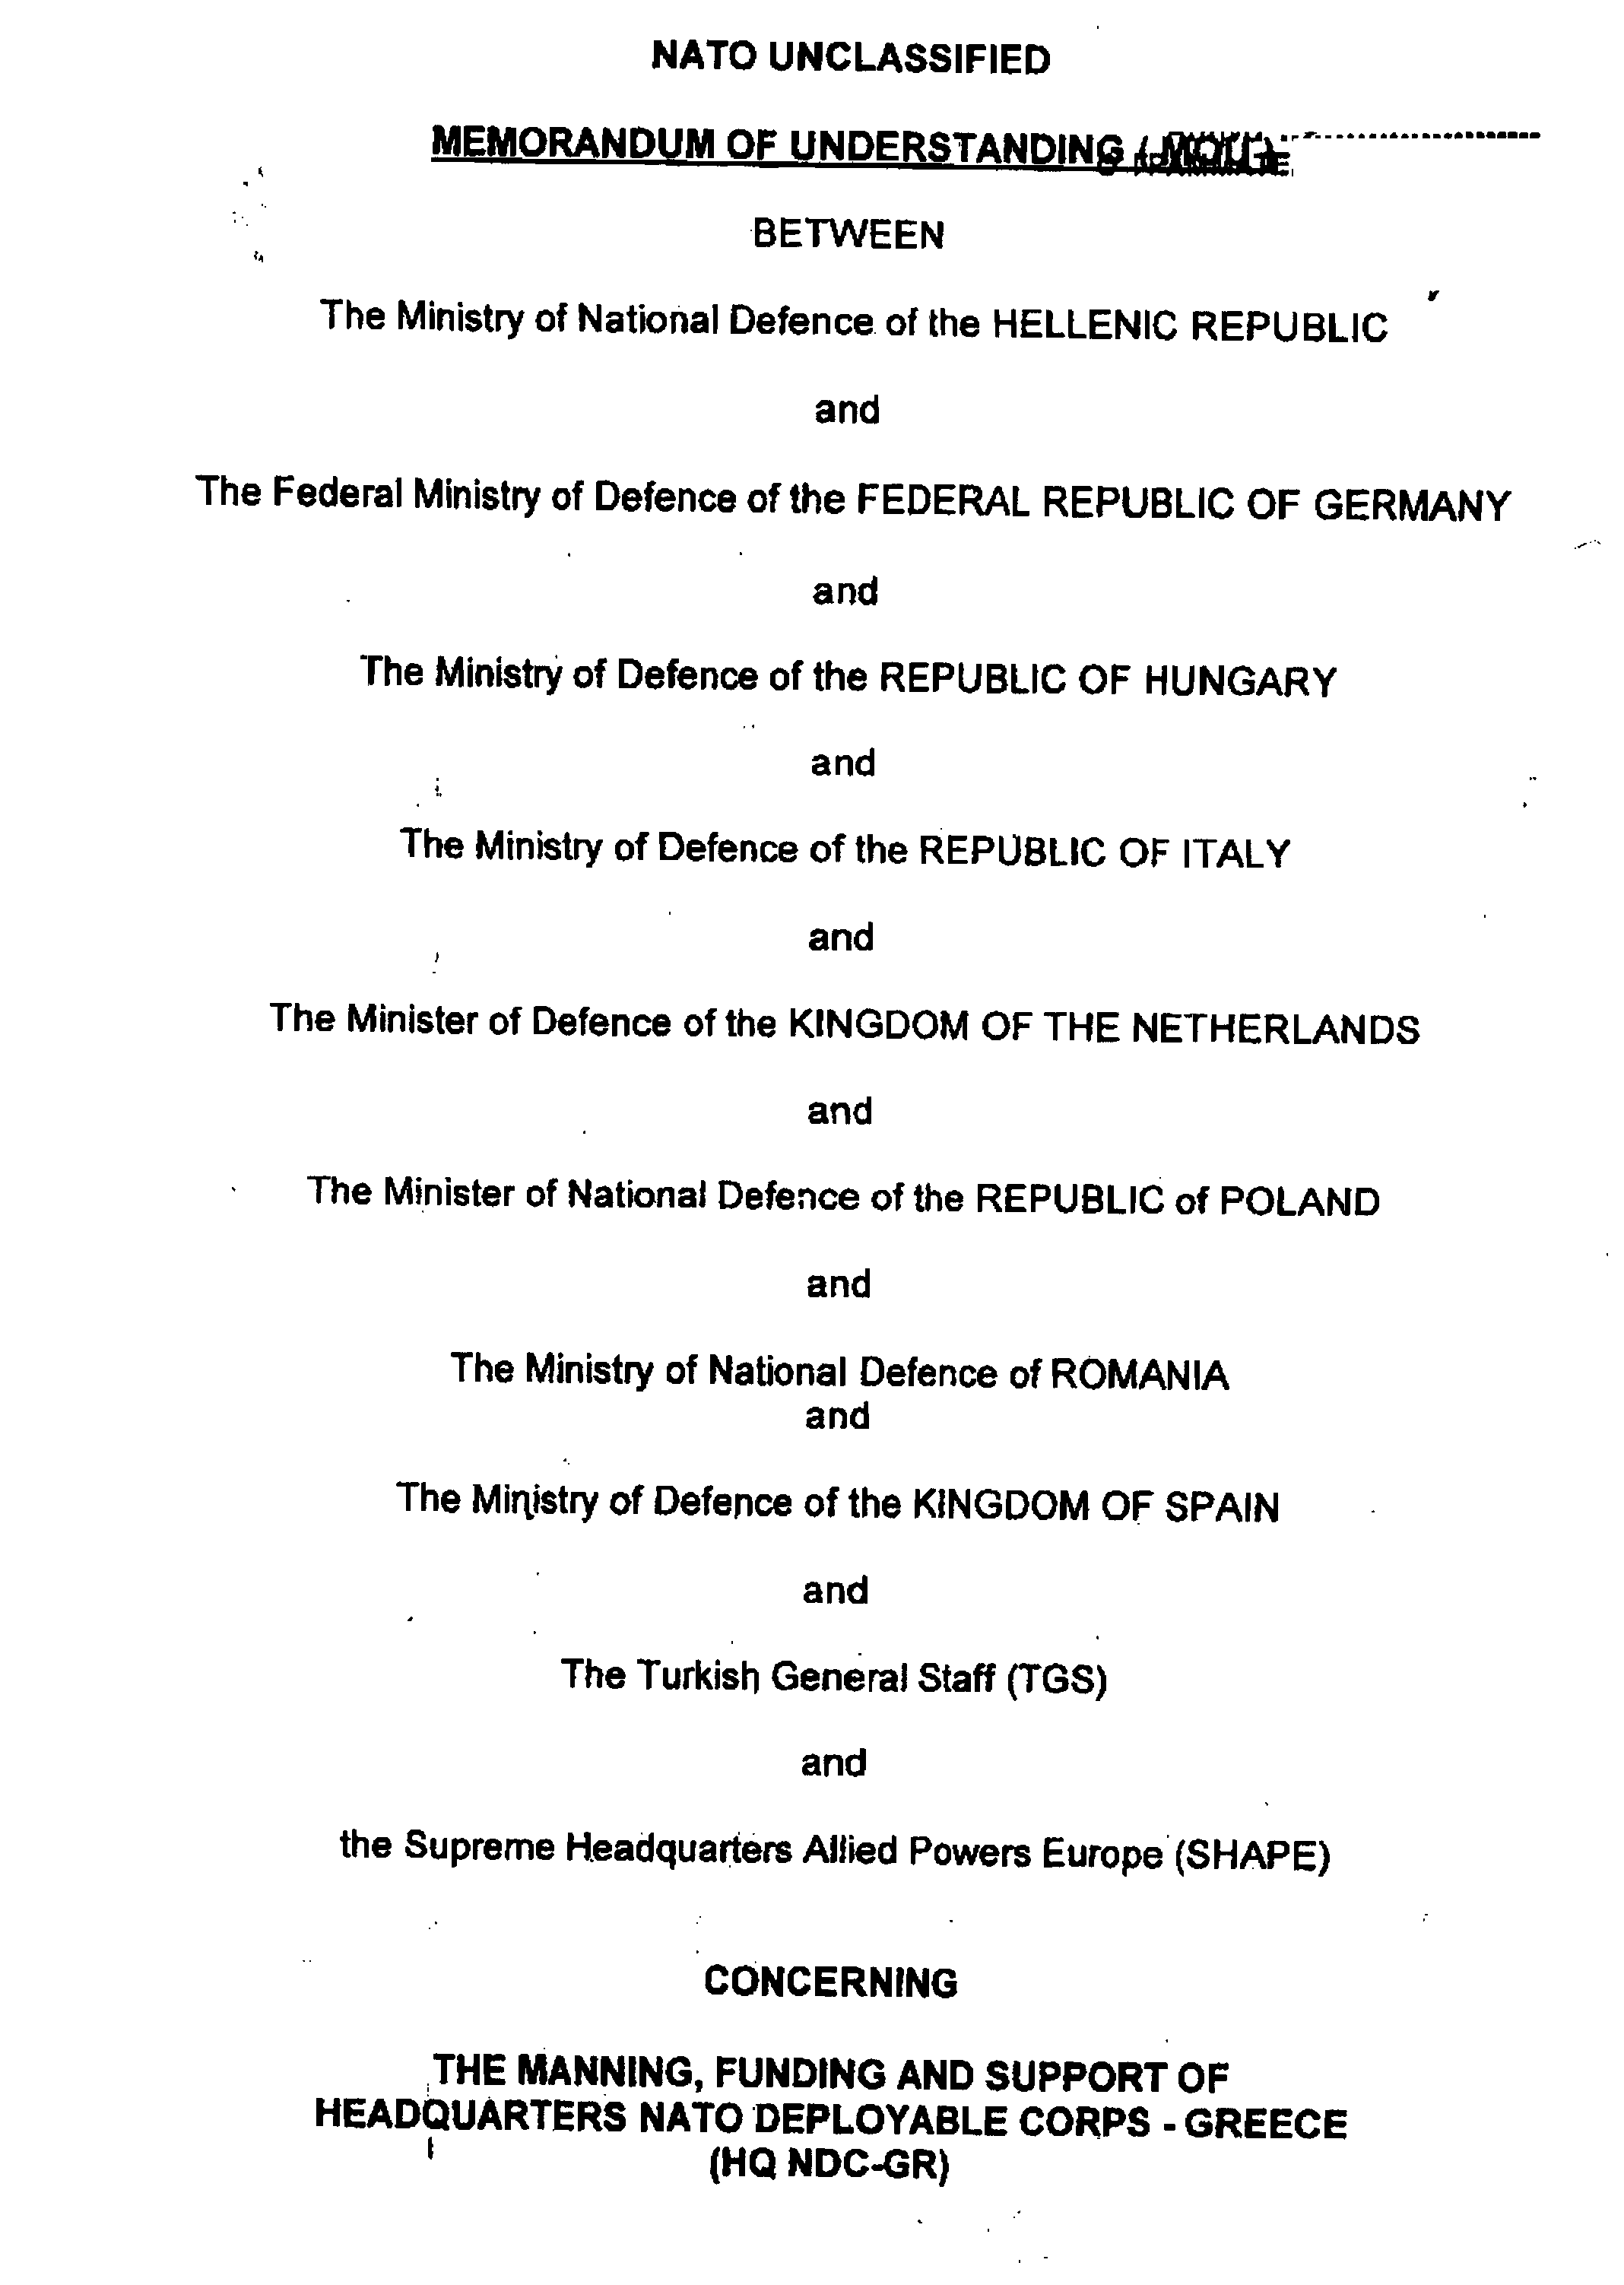 NATO UNCLASSIFIED
MEMORANDUM OF UNDERSTANDING
BETWEEN
The Ministry of National Defence of the HELLENIC REPUBLIC
and
The Federal Ministry of Defence of the FEDERAL REPUBLIC OF GERMANY
and
The Ministry of Defence of the REPUBLIC OF HUNGARY
and
The Ministry of Defence of the REPUBLIC OF ITALY
and
The Minister of Defence of the KINGDOM OF THE NETHERLANDS
and
The Minister of National Defence of the REPUBLIC of POLAND
and
The Ministry of National Defence of ROMANIA
and
The Ministry of Defence of the KINGDOM OF SPAIN
and
The Turkish General Staff (TGS)
and
the Supreme Headquarters Allied Powers Europe (SHAPE)
CONCERNING
THE MANNING, FUNDING AND SUPPORT OF
HEADQUARTERS NATO DEPLOYABLE CORPS - GREECE
(HQ NDC-GR)